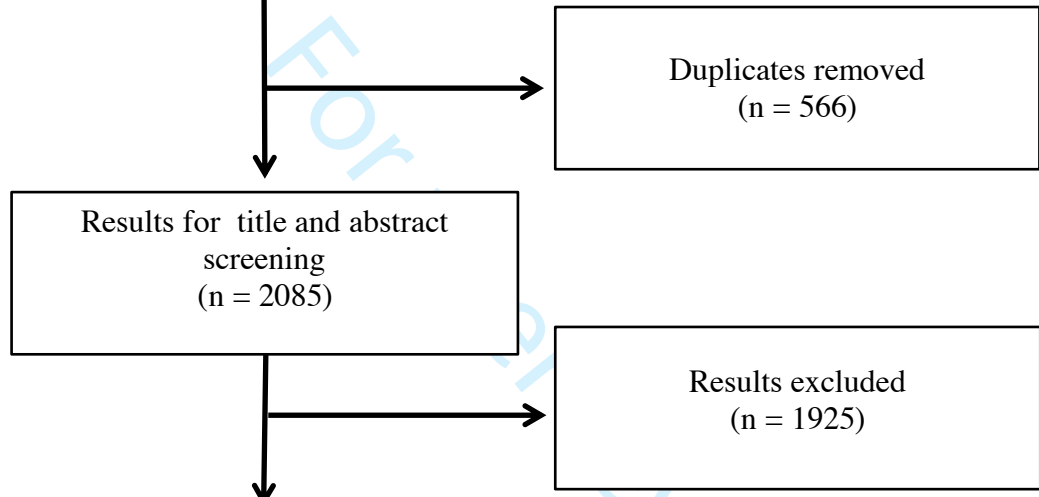 Duplicates removed
(n = 566)
Results for  title and abstract
screening
(n = 2085)
Results excluded
(n = 1925)
For